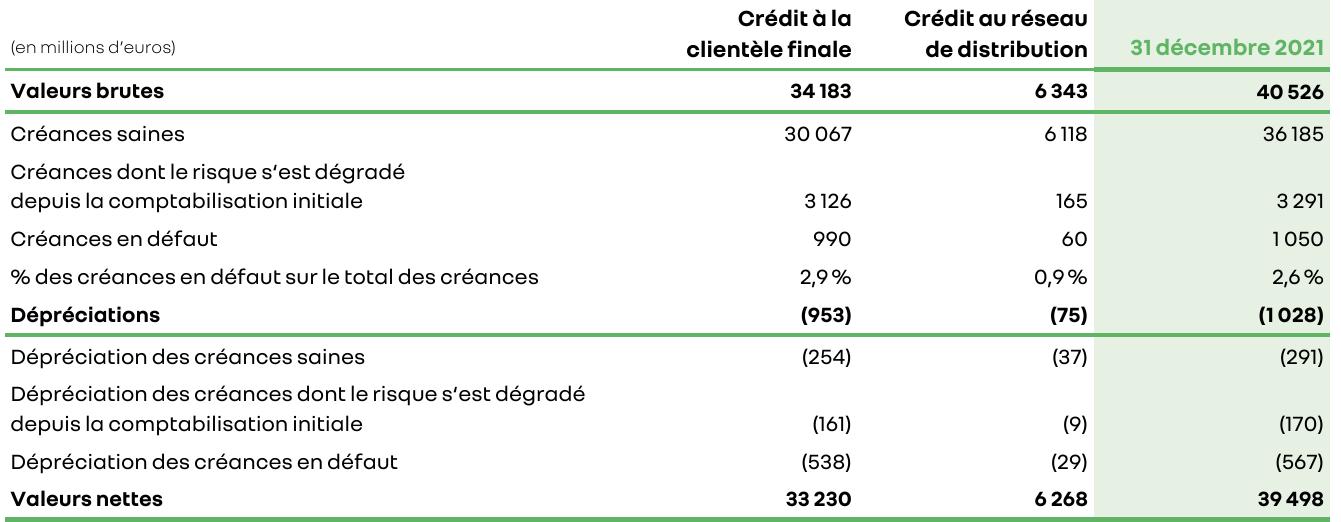 (en millions d’euros) Crédit à la clientèle finale Crédit au réseau de distribution 31 décembre 2021
Valeurs brutes 34 183 6 343 40 526
Créances saines 30 067 6 118 36 185
Créances dont le risque s’est dégradé
depuis la comptabilisation initiale 3 126 165 3 291
Créances en défaut 990 60 1 050
% des créances en défaut sur le total des créances 2,9 % 0,9 % 2,6 %
Dépréciations (953) (75) (1 028)
Dépréciation des créances saines (254) (37) (291)
Dépréciation des créances dont le risque s’est dégradé
depuis la comptabilisation initiale (161) (9) (170)
Dépréciation des créances en défaut (538) (29) (567)
Valeurs nettes 33 230 6 268 39 498